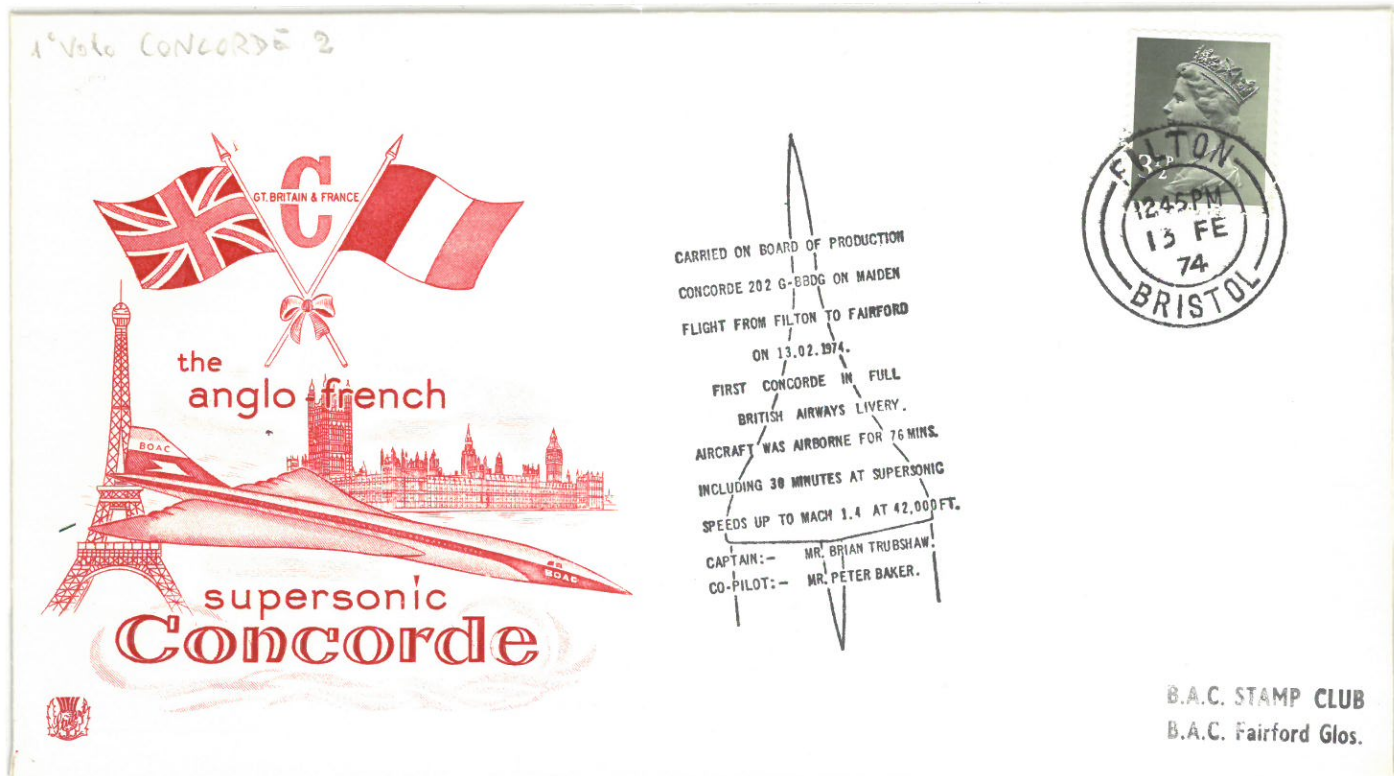 1° Volo CONCORDE 2
GT. BRITAIN & FRANCE
the
anglo-french
BOAC
BOAC
supersonic
Concorde
CARRIED ON BOARD OF PRODUCTION
CONCORDE 202 G-BBDG ON MAIDEN
FLIGHT FROM FILTON TO FAIRFORD
ON 13.02.1974.
FIRST CONCORDE IN FULL
BRITISH AIRWAYS LIVERY.
AIRCRAFT WAS AIRBORNE FOR 76 MINS.
INCLUDING 30 MINUTES AT SUPERSONIC
SPEEDS UP TO MACH 1.4 AT 42,000FT.
CAPTAIN:- MR. BRIAN TRUBSHAW.
CO-PILOT:- MR. PETER BAKER.
3½P
FILTON
12.45PM
13 FE
74
BRISTOL
B.A.C. STAMP CLUB
B.A.C. Fairford Glos.